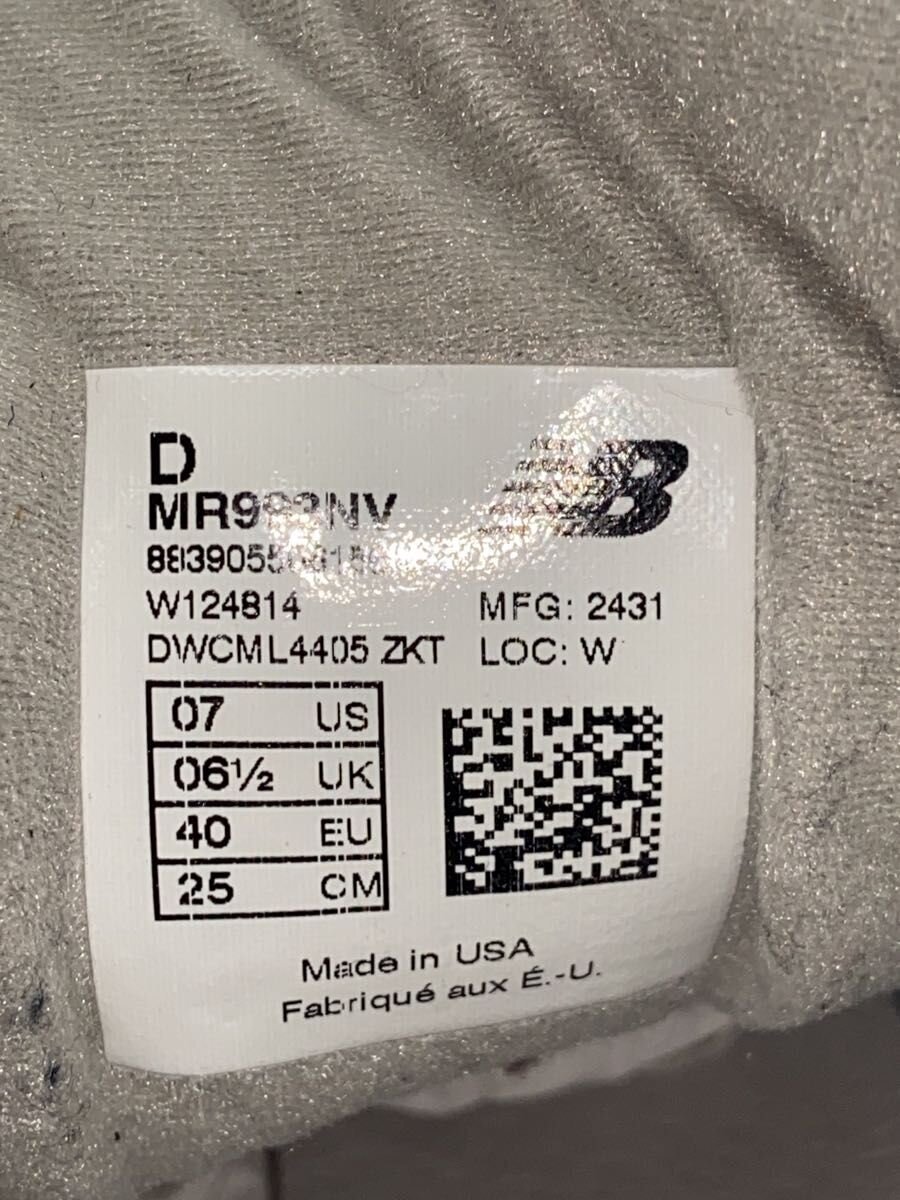 D
W124814
MFG: 2431
DWCML4405 ZKT
LOC: W
07 US
06½ UK
40 EU
25 CM
Made in USA
Fabriqué aux É.-U.